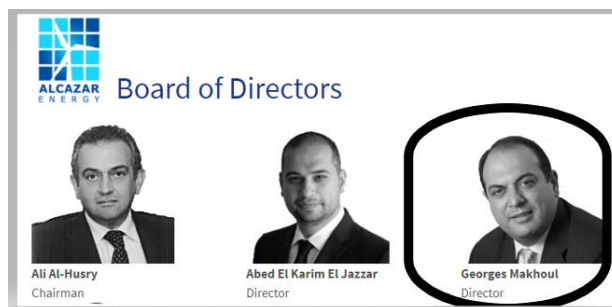 ALCAZAR
ENERGY
Board of Directors
Ali Al-Husry
Chairman
Abed El Karim El Jazzar
Director
Georges Makhoul
Director